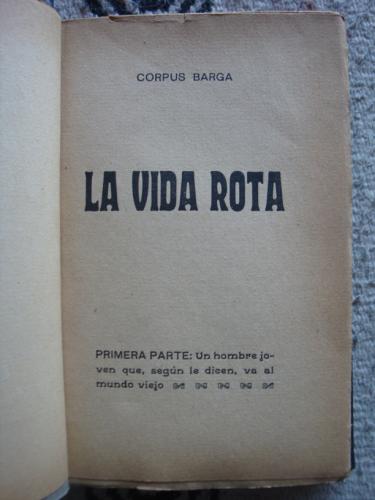 CORPUS BARGA
LA VIDA ROTA
PRIMERA PARTE: Un hombre jo-
ven que, según le dicen, va al
mundo viejo